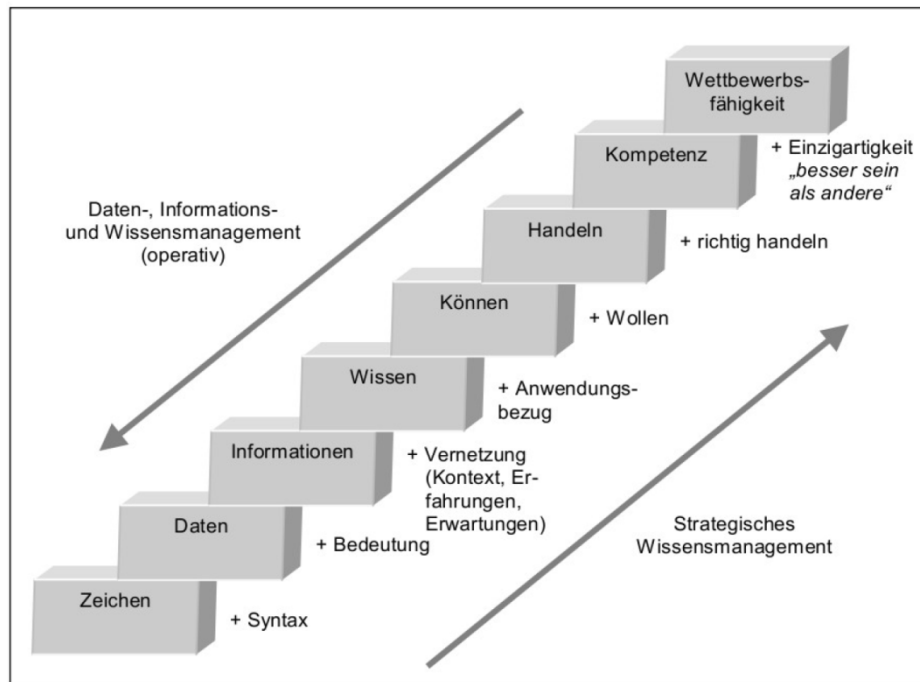 Wettbewerbs-
fähigkeit
Kompetenz
+ Einzigartigkeit
„besser sein
als andere“
Daten-, Informations-
und Wissensmanagement
(operativ)
Handeln
+ richtig handeln
Können
+ Wollen
Wissen
+ Anwendungs-
bezug
Informationen
+ Vernetzung
(Kontext, Er-
fahrungen,
Erwartungen)
Daten
+ Bedeutung
Strategisches
Wissensmanagement
Zeichen
+ Syntax